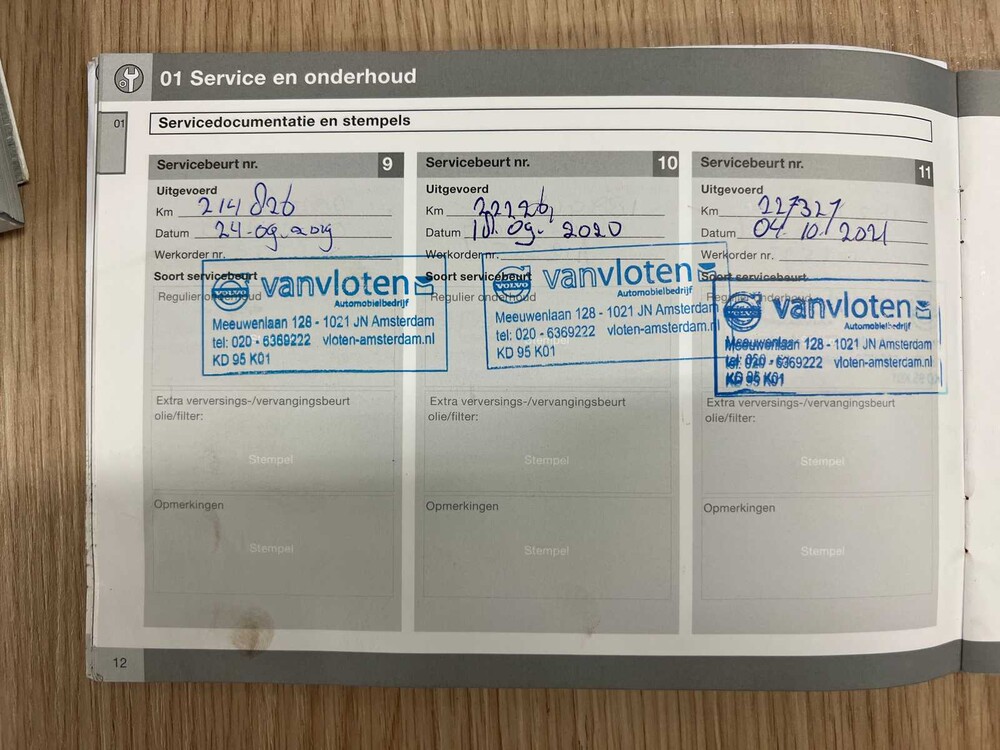 01 Service en onderhoud
01
Servicedocumentatie en stempels
Servicebeurt nr. 9
Uitgevoerd
Km 214 826
Datum 24-09-2019
Werkorder nr.
Soort servicebeurt
Regulier onderhoud
VOLVO vanvloten
Automobielbedrijf
Meeuwenlaan 128 - 1021 JN Amsterdam
tel: 020 - 6369222 vloten-amsterdam.nl
KD 95 K01
Extra verversings-/vervangingsbeurt
olie/filter:
Stempel
Opmerkingen
Stempel
Servicebeurt nr. 10
Uitgevoerd
Km
Datum 09. 2020
Werkorder nr.
Soort servicebeurt
Regulier onderhoud
VOLVO vanvloten
Automobielbedrijf
Meeuwenlaan 128 - 1021 JN Amsterdam
tel: 020 - 6369222 vloten-amsterdam.nl
KD 95 K01
Extra verversings-/vervangingsbeurt
olie/filter:
Stempel
Opmerkingen
Stempel
Servicebeurt nr. 11
Uitgevoerd
Km 227321
Datum 04. 10. 2021
Werkorder nr.
Soort servicebeurt
Regulier onderhoud
VOLVO vanvloten
Automobielbedrijf
Meeuwenlaan 128 - 1021 JN Amsterdam
tel: 020 - 6369222 vloten-amsterdam.nl
KD 95 K01
Extra verversings-/vervangingsbeurt
olie/filter:
Stempel
Opmerkingen
Stempel
12